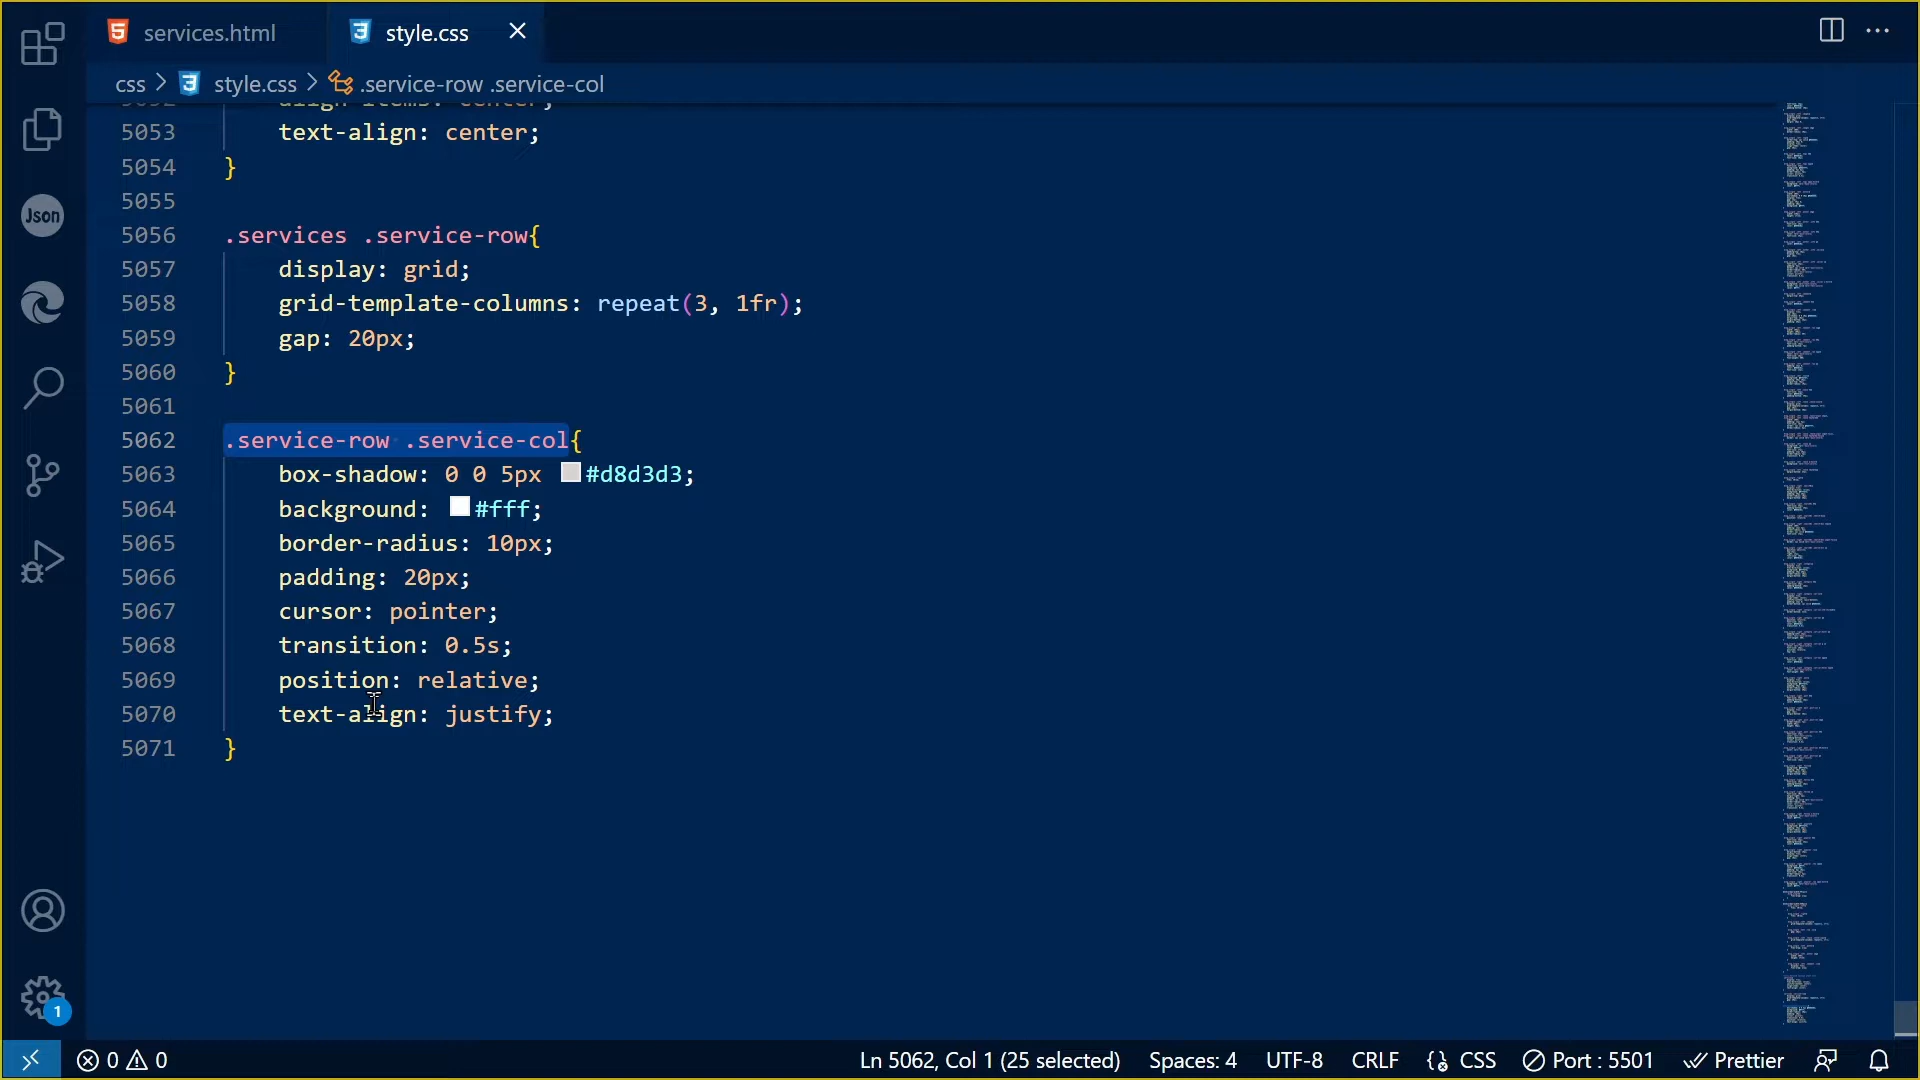 services.html
style.css
css > style.css > .service-row .service-col
align-items: center;
5053 text-align: center;
5054 }
5055
5056 .services .service-row{
5057 display: grid;
5058 grid-template-columns: repeat(3, 1fr);
5059 gap: 20px;
5060 }
5061
5062 .service-row .service-col{
5063 box-shadow: 0 0 5px #d8d3d3;
5064 background: #fff;
5065 border-radius: 10px;
5066 padding: 20px;
5067 cursor: pointer;
5068 transition: 0.5s;
5069 position: relative;
5070 text-align: justify;
5071 }
Json
1
0 0
Ln 5062, Col 1 (25 selected)
Spaces: 4
UTF-8
CRLF
CSS
Port : 5501
Prettier